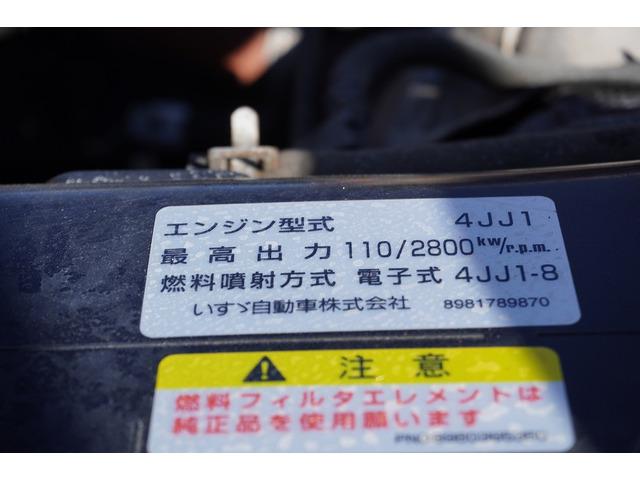 エンジン型式 4JJ1
最高出力 110/2800 kw/r.p.m.
燃料噴射方式 電子式 4JJ1-8
いすゞ自動車株式会社 8981789870
注意
燃料フィルタエレメントは
純正品を使用願います